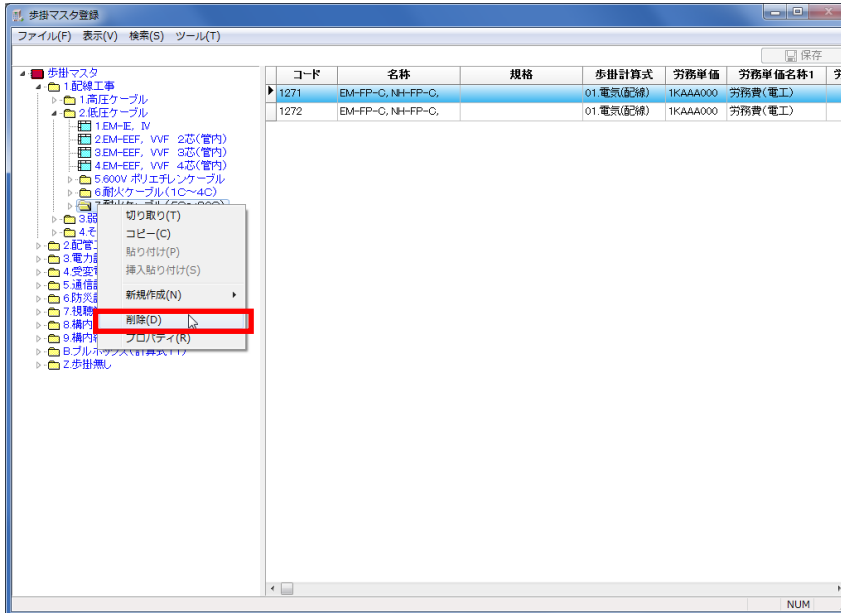 歩掛マスタ登録
ファイル(F) 表示(V) 検索(S) ツール(T)
保存
歩掛マスタ
1.配線工事
1.高圧ケーブル
2.低圧ケーブル
1.EM-IE, IV
2.EM-EEF, VVF 2芯(管内)
3.EM-EEF, VVF 3芯(管内)
4.EM-EEF, VVF 4芯(管内)
5.600V ポリエチレンケーブル
6.耐火ケーブル(1C~4C)
3.弱
4.そ
2.配管工
3.電力
4.受変
5.通信
6.防災
7.視聴
8.構内
9.構内
B.プルボックス(計算式11)
Z.歩掛無し
切り取り(T)
コピー(C)
貼り付け(P)
挿入貼り付け(S)
新規作成(N)
削除(D)
プロパティ(R)
コード 名称 規格 歩掛計算式 労務単価 労務単価名称1 労
1271 EM-FP-C, NH-FP-C, 01.電気(配線) 1KAAA000 労務費(電工)
1272 EM-FP-C, NH-FP-C, 01.電気(配線) 1KAAA000 労務費(電工)
NUM